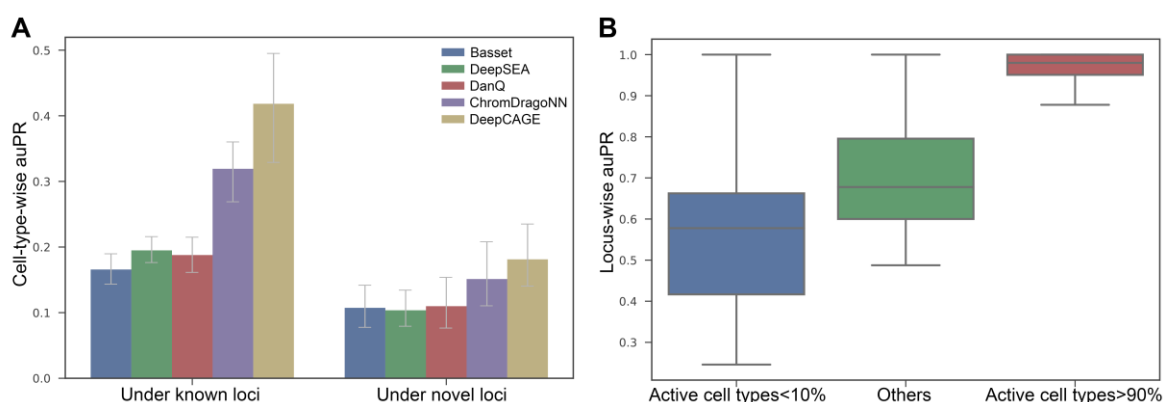 A
Cell-type-wise auPR
0.5
0.4
0.3
0.2
0.1
0.0
Basset
DeepSEA
DanQ
ChromDragoNN
DeepCAGE
Under known loci
Under novel loci
B
Locus-wise auPR
1.0
0.9
0.8
0.7
0.6
0.5
0.4
0.3
Active cell types<10%
Others
Active cell types>90%